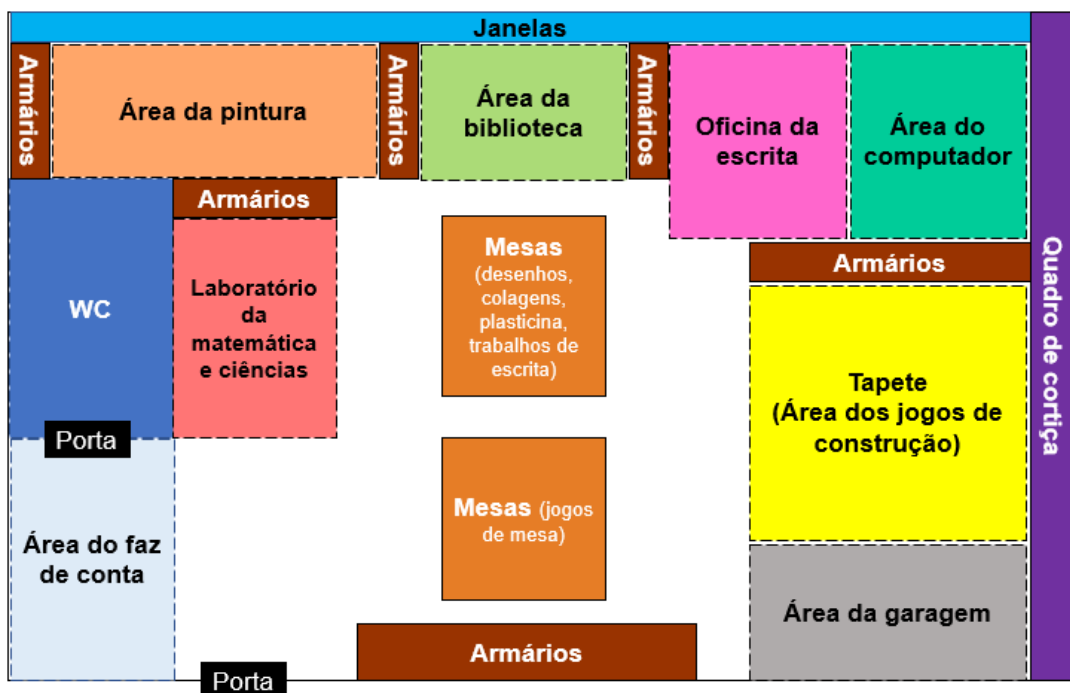 Janelas
Armários
Área da pintura
Armários
Área da
biblioteca
Armários
Oficina da
escrita
Área do
computador
Quadro de cortiça
WC
Armários
Laboratório
da
matemática
e ciências
Mesas
(desenhos,
colagens,
plasticina,
trabalhos de
escrita)
Armários
Tapete
(Área dos jogos de
construção)
Porta
Área do faz
de conta
Mesas (jogos
de mesa)
Área da garagem
Armários
Porta